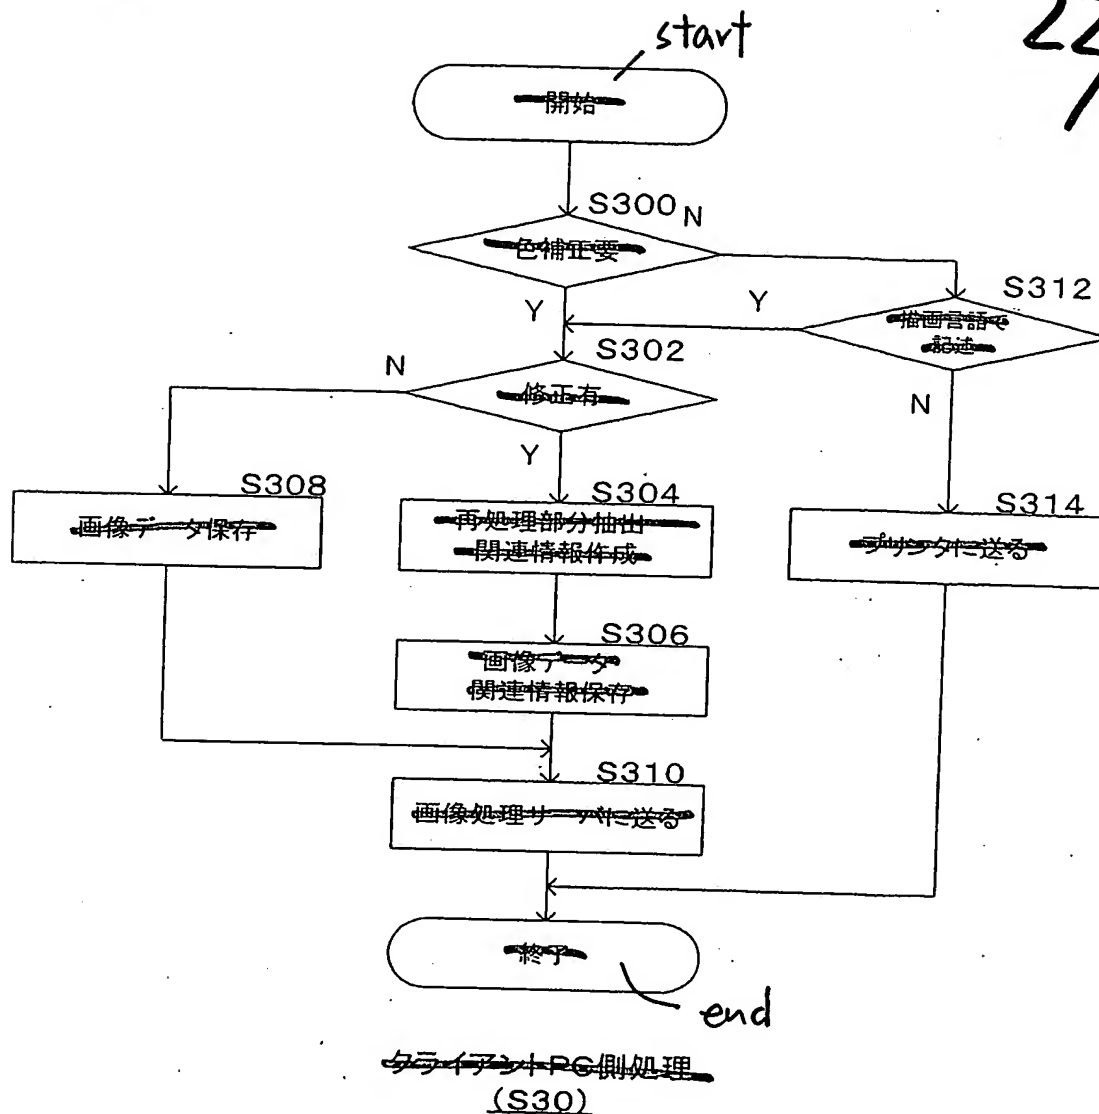 start
22
開始
S300
N
色補正要
S312
Y
Y
描画言語で
記述
S302
N
修正有
N
Y
S308
S304
S314
画像データ保存
再処理部分抽出
関連情報作成
プリンタに送る
S306
画像データ
関連情報保存
S310
画像処理サーバに送る
終了
end
クライアントPC側処理
(S30)